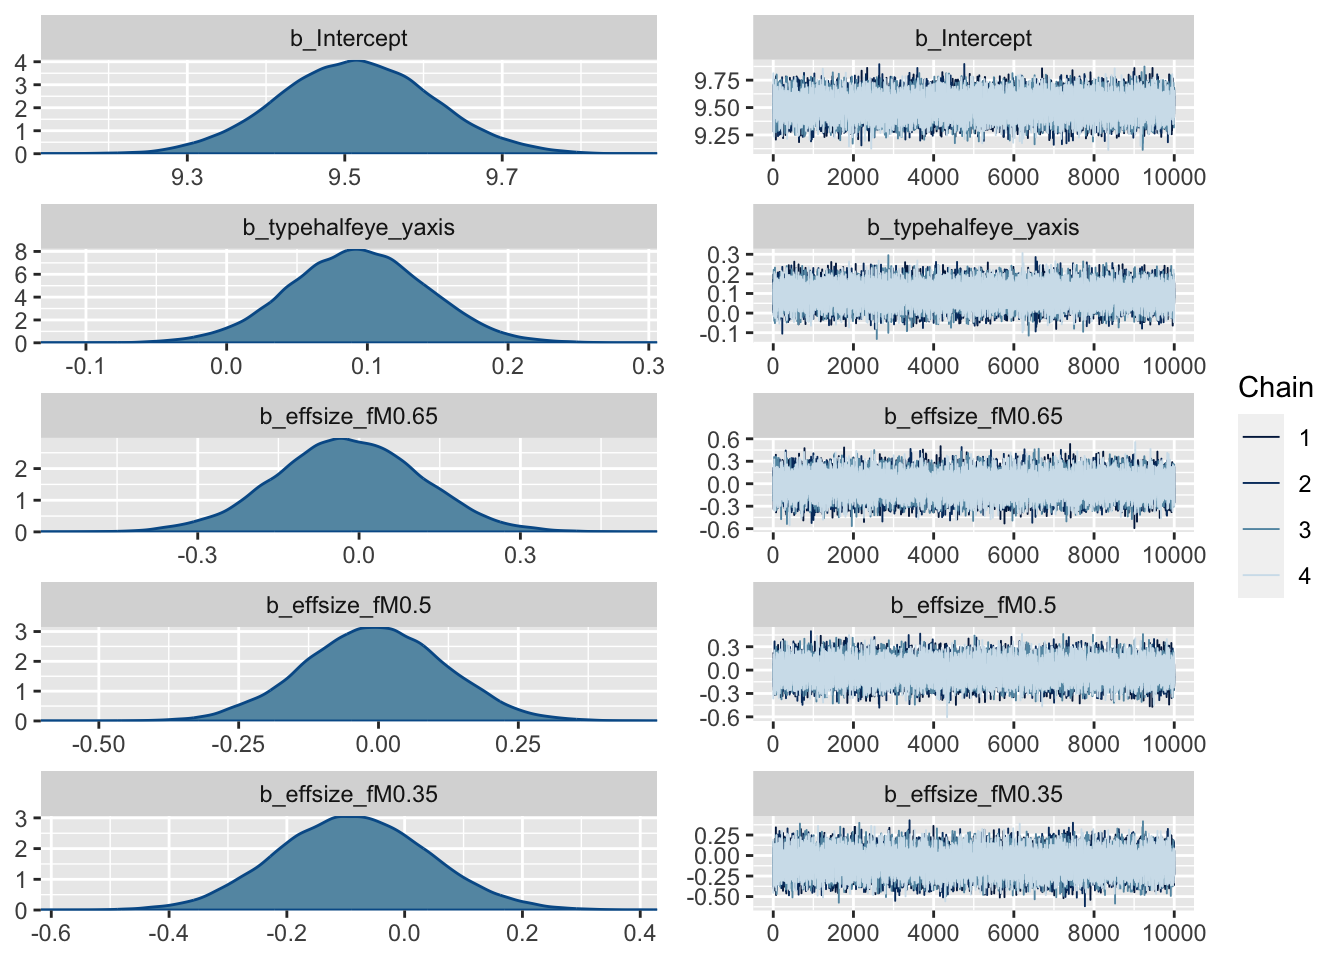 b_Intercept
4
3
2
1
0
9.3 9.5 9.7
b_Intercept
9.75
9.50
9.25
0 2000 4000 6000 8000 10000
b_typehalfeye_yaxis
8
6
4
2
0
-0.1 0.0 0.1 0.2 0.3
b_typehalfeye_yaxis
0.3
0.2
0.1
0.0
-0.1
0 2000 4000 6000 8000 10000
b_effsize_fM0.65
2
1
0
-0.3 0.0 0.3
b_effsize_fM0.65
0.6
0.3
0.0
-0.3
-0.6
0 2000 4000 6000 8000 10000
b_effsize_fM0.5
3
2
1
0
-0.50 -0.25 0.00 0.25
b_effsize_fM0.5
0.3
0.0
-0.3
-0.6
0 2000 4000 6000 8000 10000
b_effsize_fM0.35
3
2
1
0
-0.6 -0.4 -0.2 0.0 0.2 0.4
b_effsize_fM0.35
0.25
0.00
-0.25
-0.50
0 2000 4000 6000 8000 10000
Chain
1
2
3
4